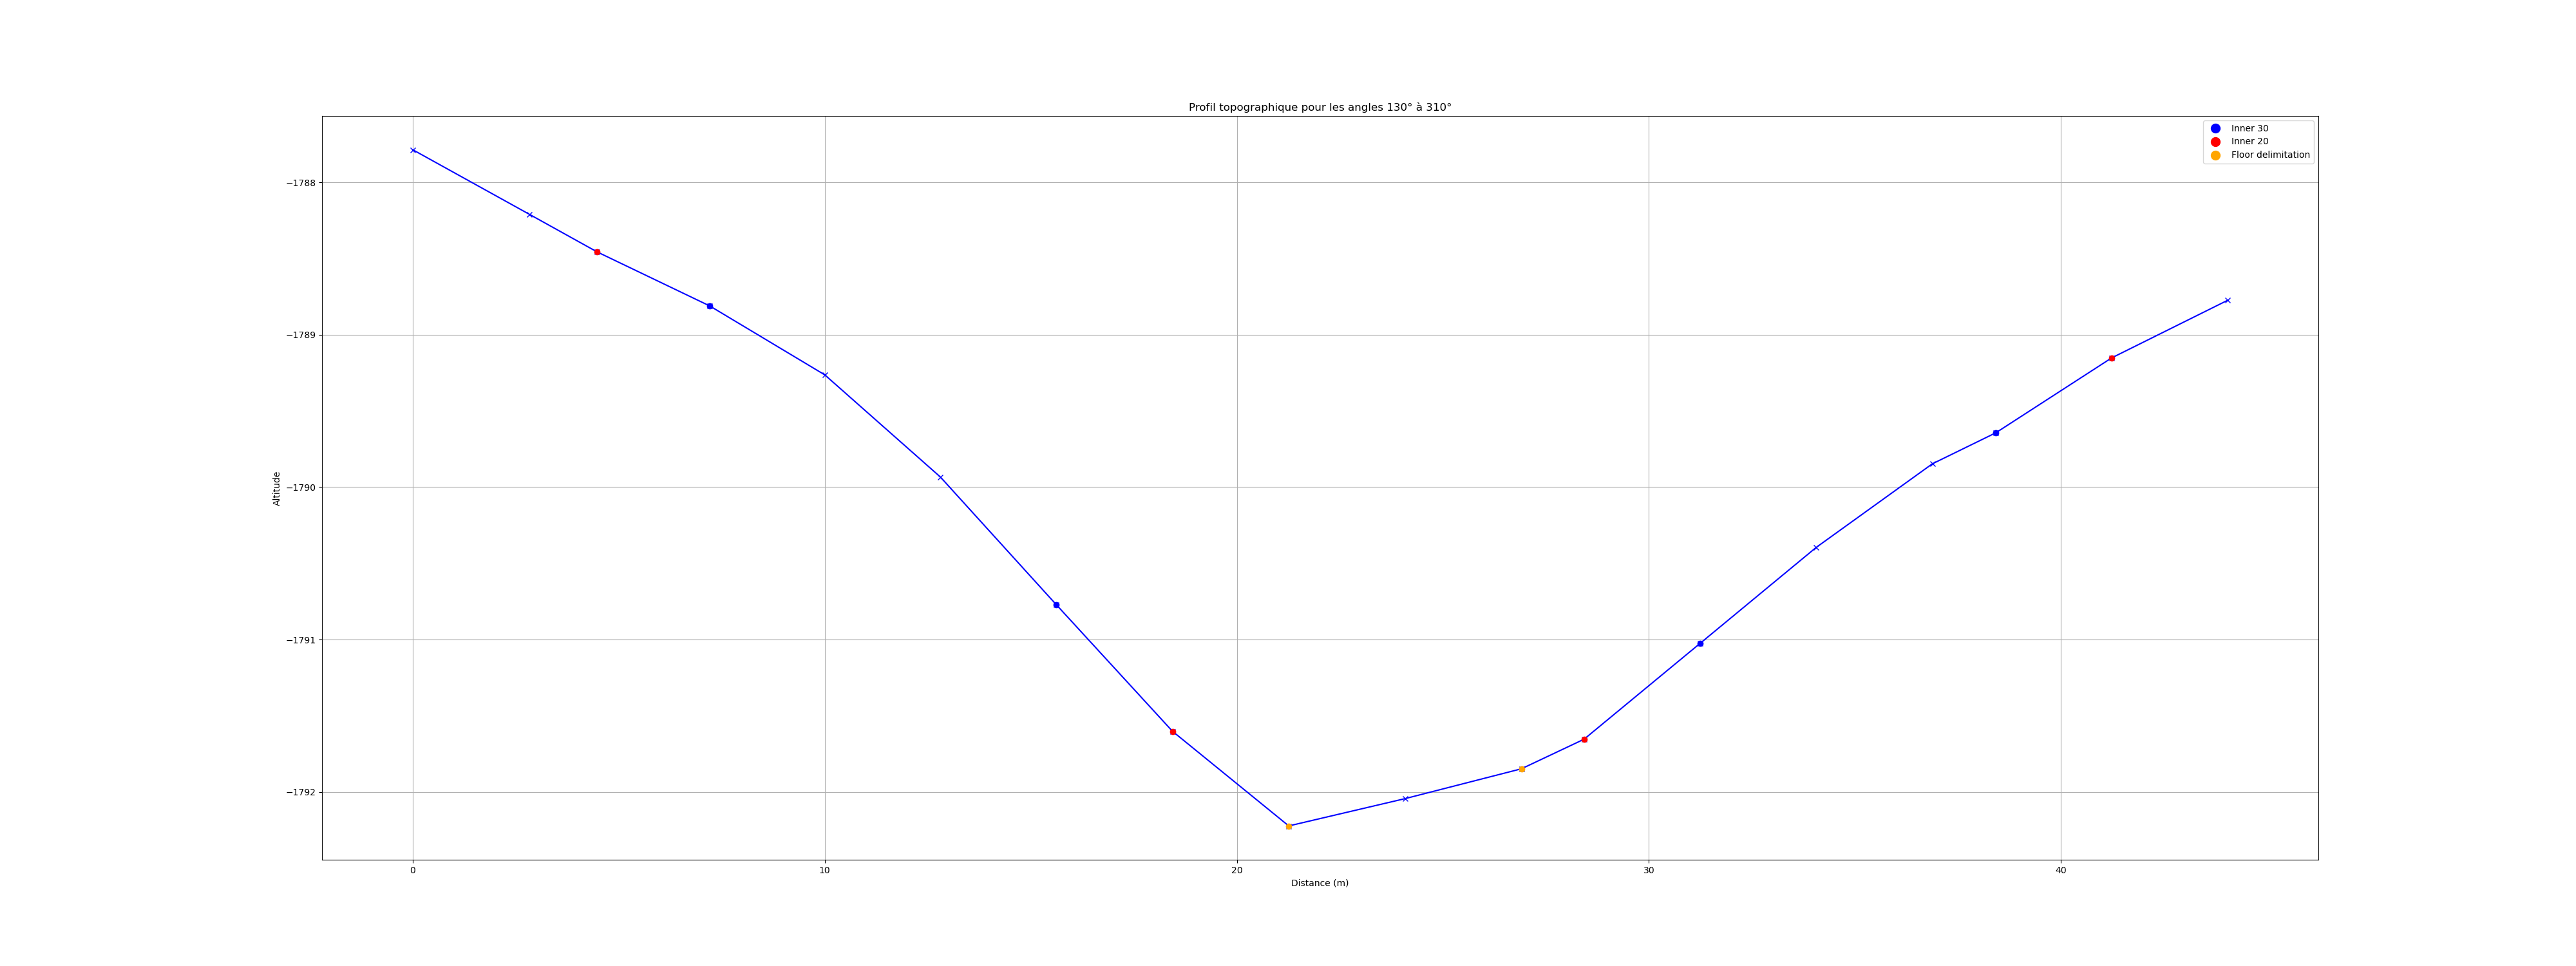 Profil topographique pour les angles 130° à 310°
Inner 30
Inner 20
Floor delimitation
−1788
−1789
−1790
−1791
−1792
Altitude
0 10 20 30 40
Distance (m)